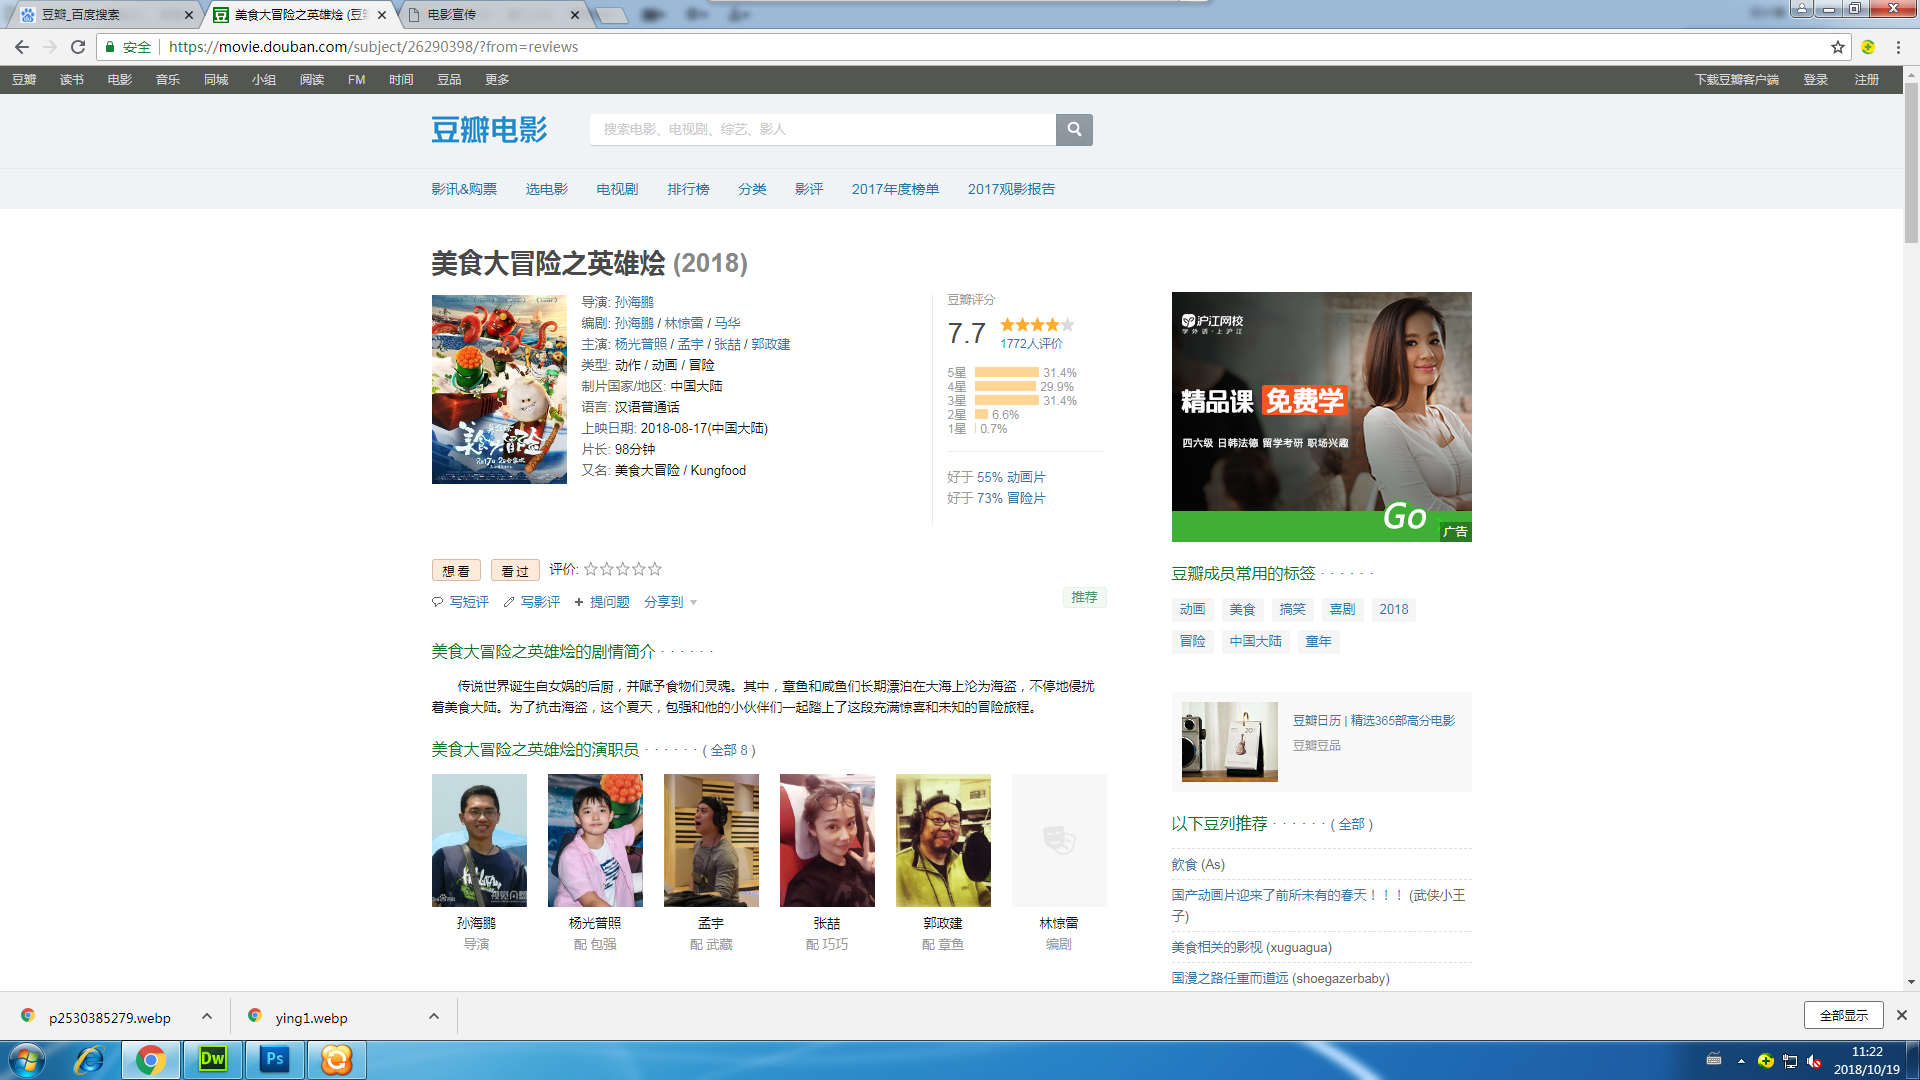 豆瓣_百度搜索
美食大冒险之英雄烩 (豆
电影宣传
安全
https://movie.douban.com/subject/26290398/?from=reviews
豆瓣 读书 电影 音乐 同城 小组 阅读 FM 时间 豆品 更多 下载豆瓣客户端 登录 注册
豆瓣电影
搜索电影、电视剧、综艺、影人
影讯&购票 选电影 电视剧 排行榜 分类 影评 2017年度榜单 2017观影报告
美食大冒险之英雄烩 (2018)
导演: 孙海鹏
编剧: 孙海鹏 / 林惊雷 / 马华
主演: 杨光普照 / 孟宇 / 张喆 / 郭政建
类型: 动作 / 动画 / 冒险
制片国家/地区: 中国大陆
语言: 汉语普通话
上映日期: 2018-08-17(中国大陆)
片长: 98分钟
又名: 美食大冒险 / Kungfood
美食大冒险
豆瓣评分
7.7
1772人评价
5星 31.4%
4星 29.9%
3星 31.4%
2星 6.6%
1星 0.7%
好于 55% 动画片
好于 73% 冒险片
沪江网校
学外语·上沪江
精品课 免费学
四六级 日韩法德 留学考研 职场兴趣
Go
广告
想看 看过 评价:
写短评 写影评 + 提问题 分享到
推荐
美食大冒险之英雄烩的剧情简介 · · · · · ·
传说世界诞生自女娲的后厨，并赋予食物们灵魂。其中，章鱼和咸鱼们长期漂泊在大海上沦为海盗，不停地侵扰
着美食大陆。为了抗击海盗，这个夏天，包强和他的小伙伴们一起踏上了这段充满惊喜和未知的冒险旅程。
美食大冒险之英雄烩的演职员 · · · · · · ( 全部 8 )
视觉中国
孙海鹏 杨光普照 孟宇 张喆 郭政建 林惊雷
导演 配 包强 配 武藏 配 巧巧 配 章鱼 编剧
豆瓣成员常用的标签 · · · · · ·
动画 美食 搞笑 喜剧 2018
冒险 中国大陆 童年
豆瓣日历 | 精选365部高分电影
豆瓣豆品
以下豆列推荐 · · · · · · ( 全部 )
飲食 (As)
国产动画片迎来了前所未有的春天！！！ (武侠小王
子)
美食相关的影视 (xuguagua)
国漫之路任重而道远 (shoegazerbaby)
p2530385279.webp
ying1.webp
全部显示
Dw
Ps
11:22
2018/10/19